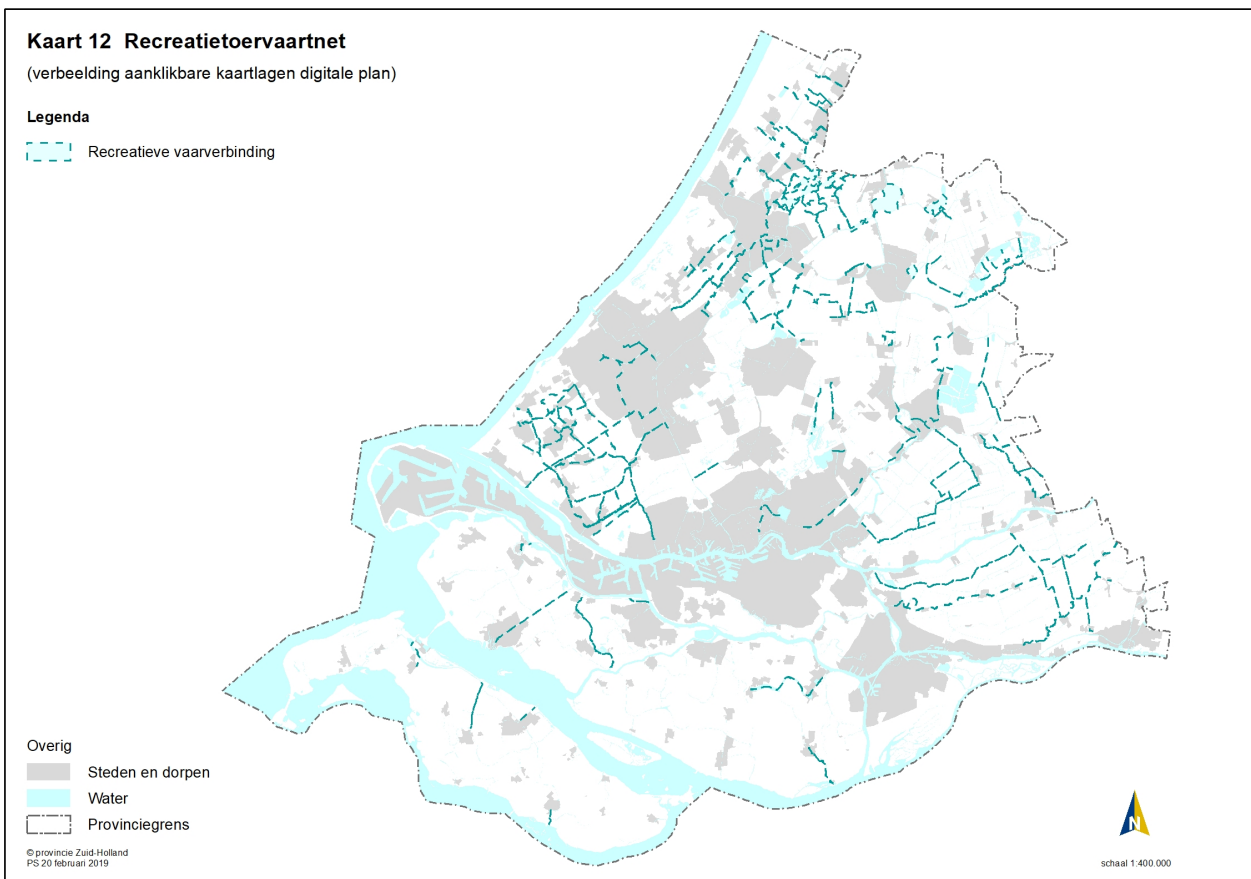 Kaart 12 Recreatietoervaartnet
(verbeelding aanklikbare kaartlagen digitale plan)
Legenda
Recreatieve vaarverbinding
Overig
Steden en dorpen
Water
Provinciegrens
© provincie Zuid-Holland
PS 20 februari 2019
N
schaal 1:400.000